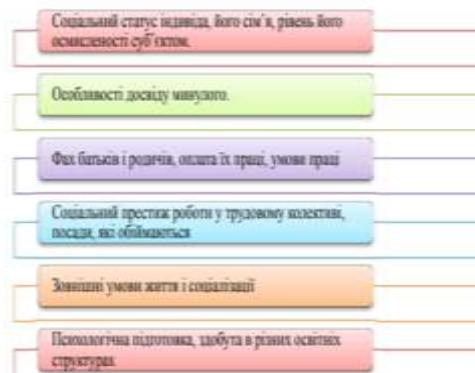 Соціальний статус індивіда, його сім'я, рівень його
осмисленості суб'єктом.
Особливості досвіду минулого.
Фах батьків і родичів, оплата їх праці, умови праці
Соціальний престиж роботи у трудовому колективі,
посади, які обіймаються
Зовнішні умови життя і соціалізації
Психологічна підготовка, здобута в різних освітніх
структурах